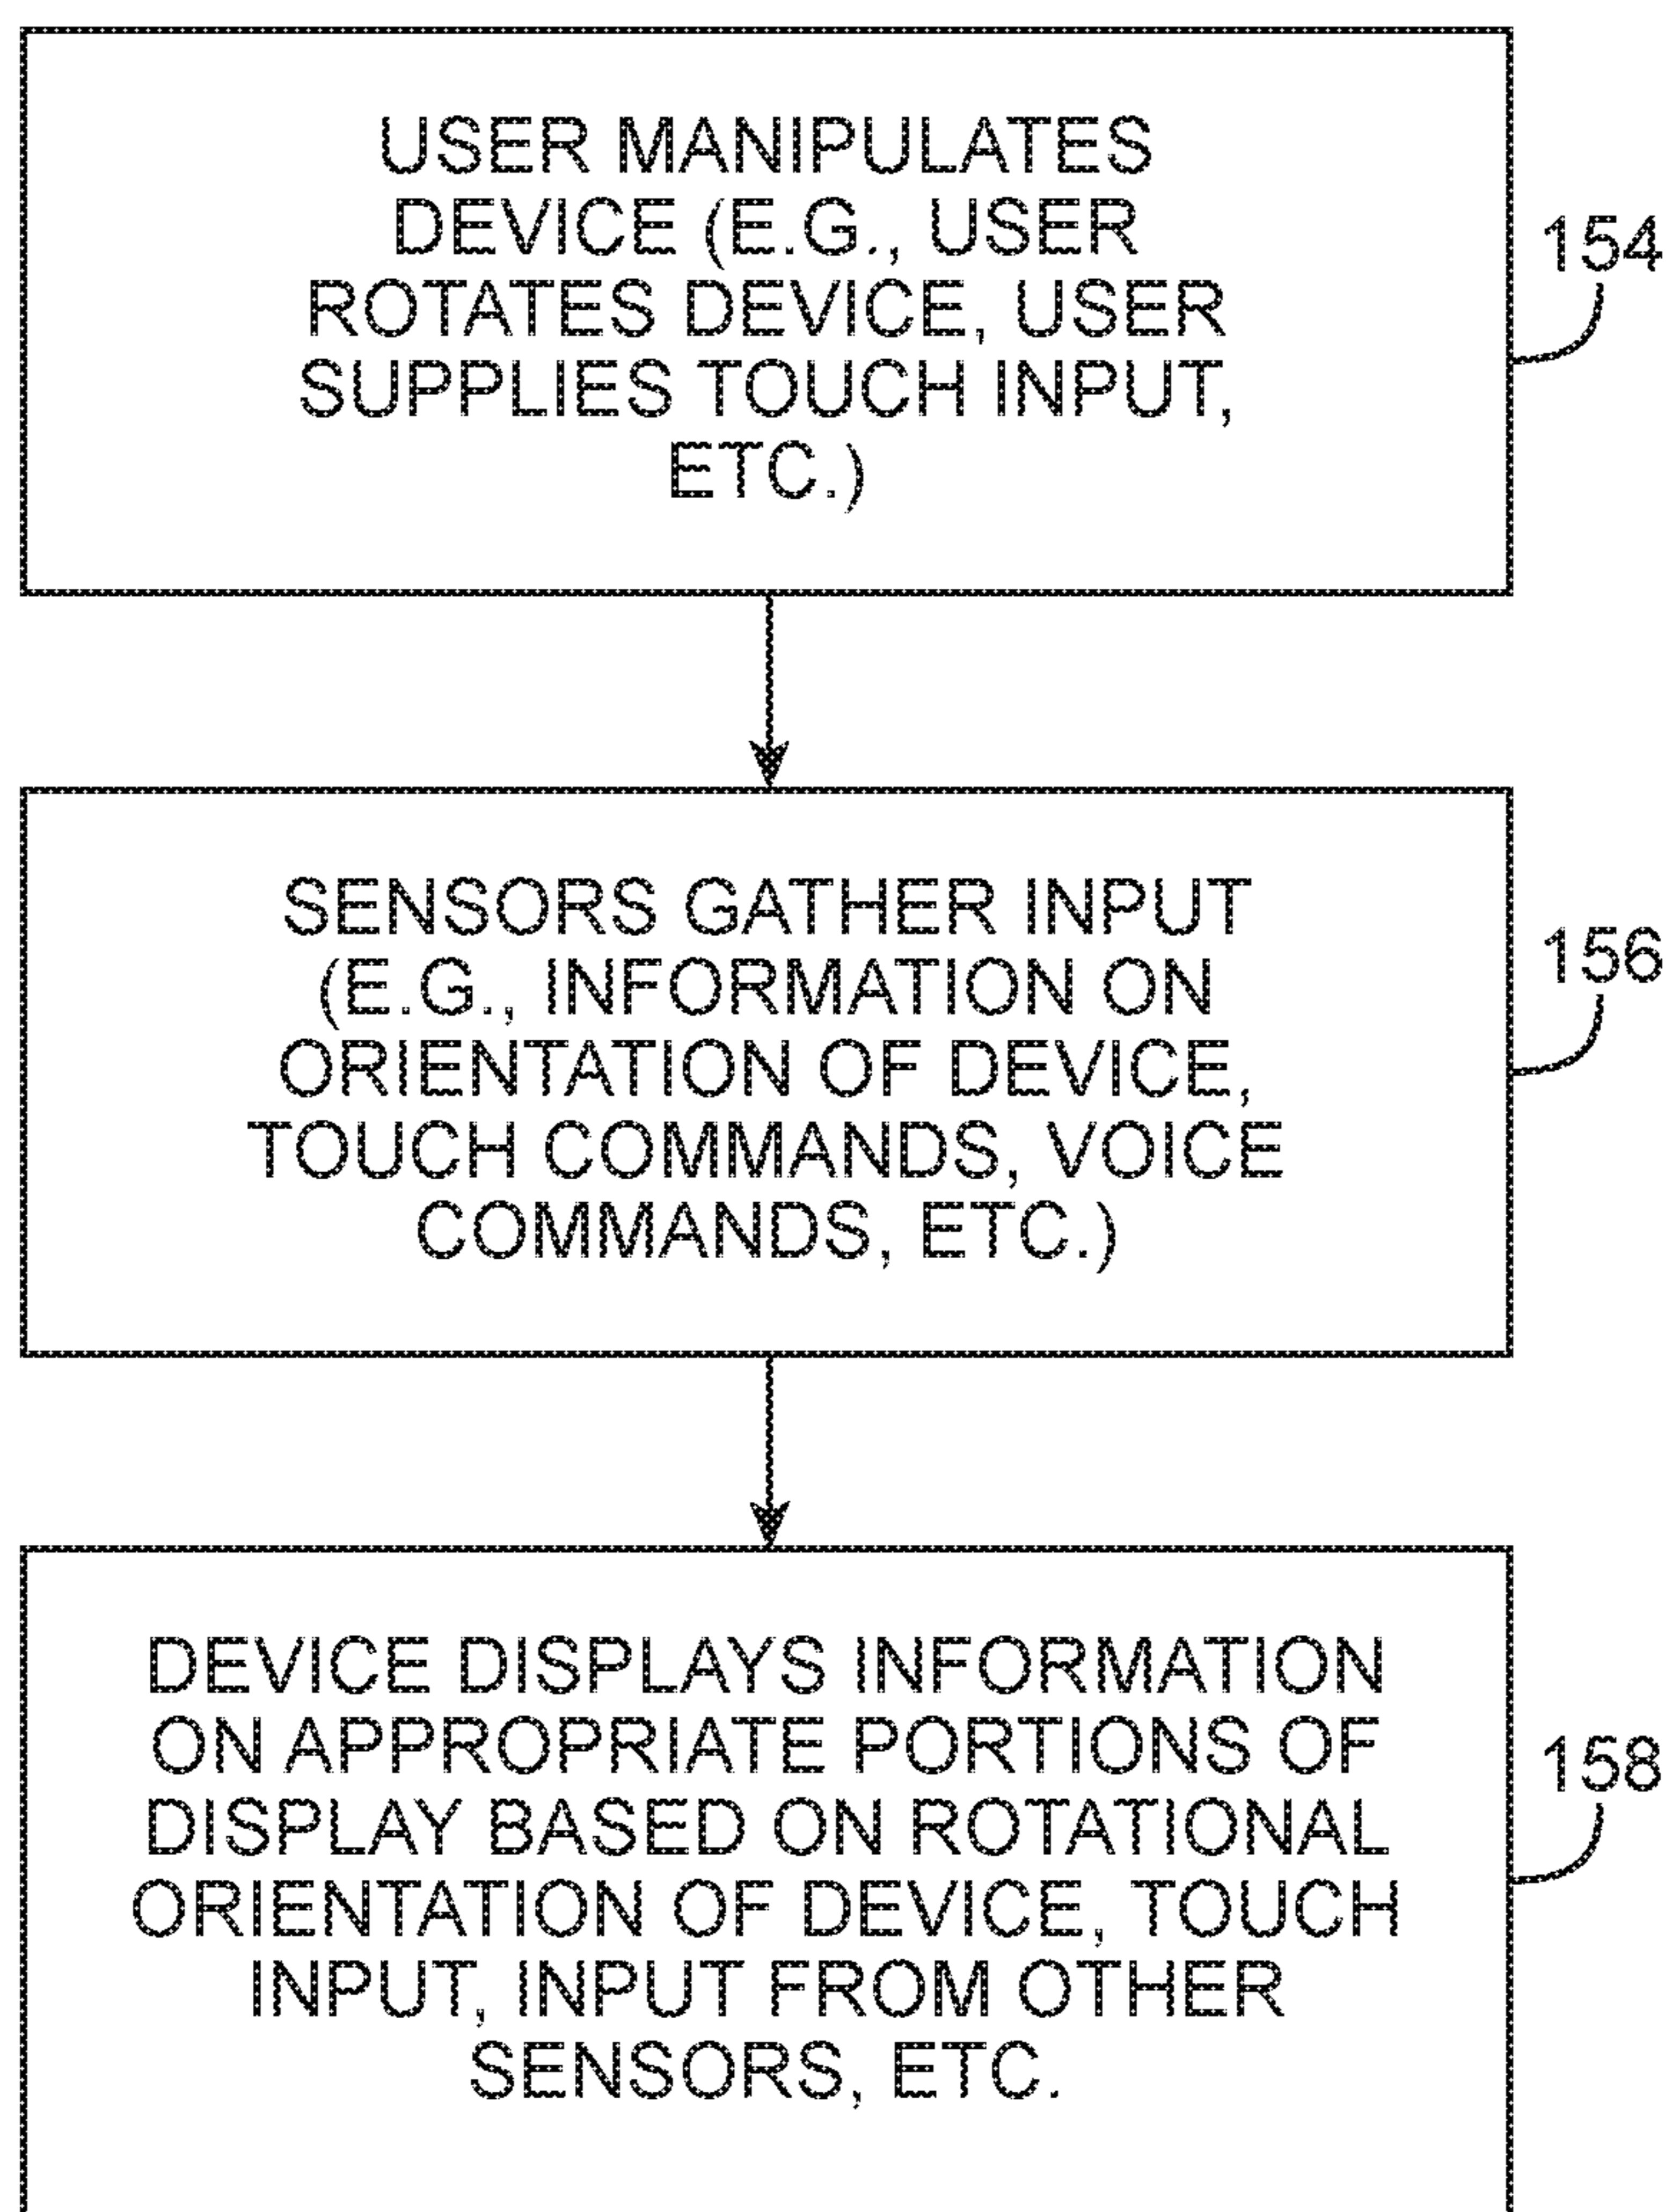 USER MANIPULATES
DEVICE (E.G., USER
ROTATES DEVICE, USER
SUPPLIES TOUCH INPUT,
ETC.)
154
SENSORS GATHER INPUT
(E.G., INFORMATION ON
ORIENTATION OF DEVICE,
TOUCH COMMANDS, VOICE
COMMANDS, ETC.)
156
DEVICE DISPLAYS INFORMATION
ON APPROPRIATE PORTIONS OF
DISPLAY BASED ON ROTATIONAL
ORIENTATION OF DEVICE, TOUCH
INPUT, INPUT FROM OTHER
SENSORS, ETC.
158